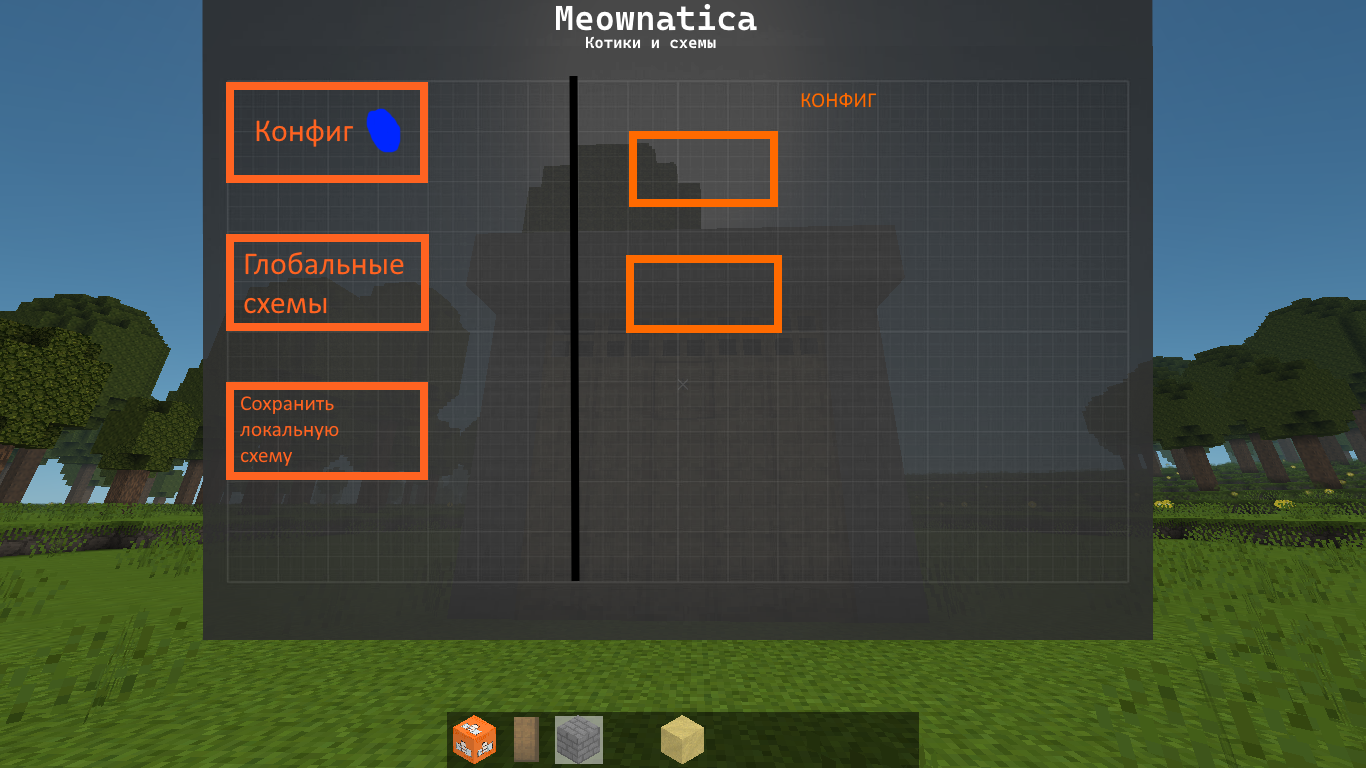 Meownatica
Котики и схемы
КОНФИГ
Конфиг
Глобальные
схемы
Сохранить
локальную
схему